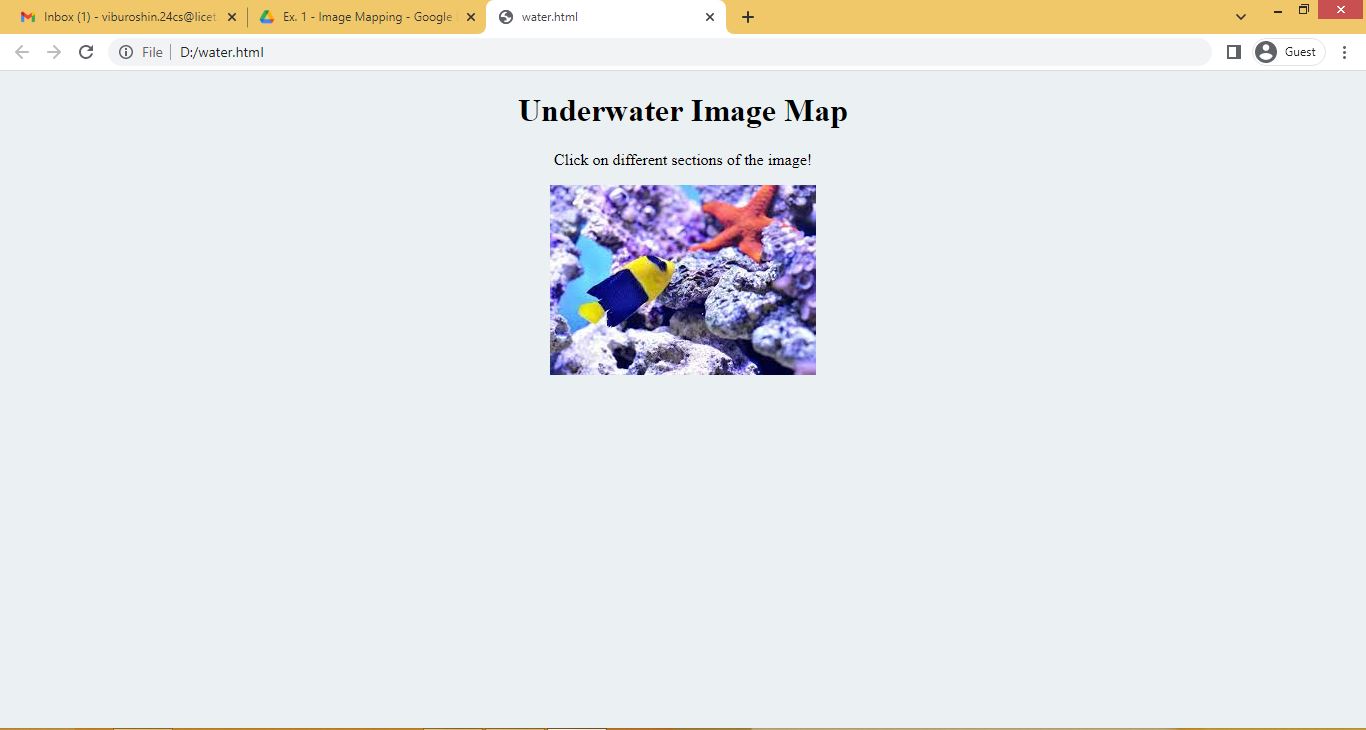 Inbox (1) - viburoshin.24cs@licet
Ex. 1 - Image Mapping - Google
water.html
File
D:/water.html
Guest
Underwater Image Map
Click on different sections of the image!